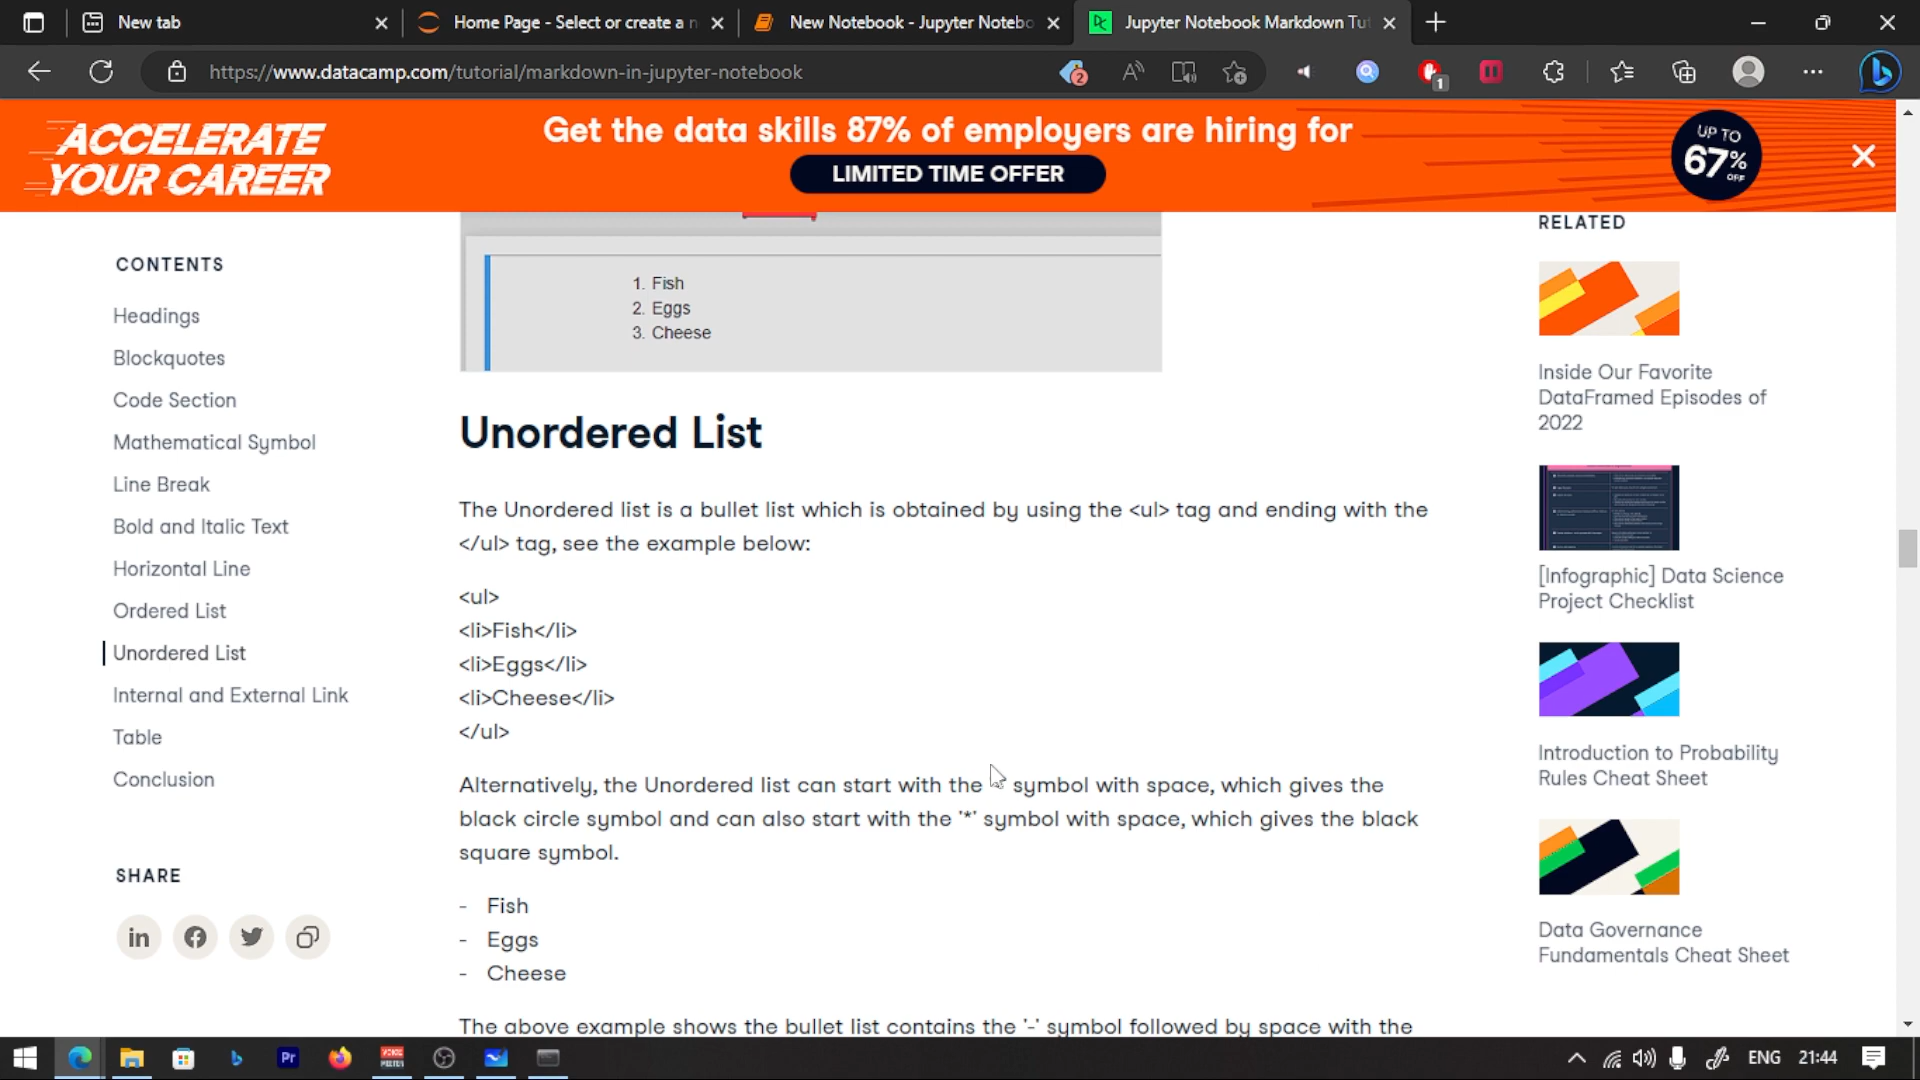 New tab
Home Page - Select or create a n
New Notebook - Jupyter Notebo
Jupyter Notebook Markdown Tut
https://www.datacamp.com/tutorial/markdown-in-jupyter-notebook
2
1
ACCELERATE
YOUR CAREER
Get the data skills 87% of employers are hiring for
LIMITED TIME OFFER
UP TO
67%
OFF
CONTENTS
Headings
Blockquotes
Code Section
Mathematical Symbol
Line Break
Bold and Italic Text
Horizontal Line
Ordered List
Unordered List
Internal and External Link
Table
Conclusion
SHARE
in
1. Fish
2. Eggs
3. Cheese
Unordered List
The Unordered list is a bullet list which is obtained by using the <ul> tag and ending with the
</ul> tag, see the example below:
<ul>
<li>Fish</li>
<li>Eggs</li>
<li>Cheese</li>
</ul>
Alternatively, the Unordered list can start with the symbol with space, which gives the
black circle symbol and can also start with the '*' symbol with space, which gives the black
square symbol.
- Fish
- Eggs
- Cheese
The above example shows the bullet list contains the '-' symbol followed by space with the
RELATED
Inside Our Favorite
DataFramed Episodes of
2022
[Infographic] Data Science
Project Checklist
Introduction to Probability
Rules Cheat Sheet
Data Governance
Fundamentals Cheat Sheet
Pr
ENG
21:44